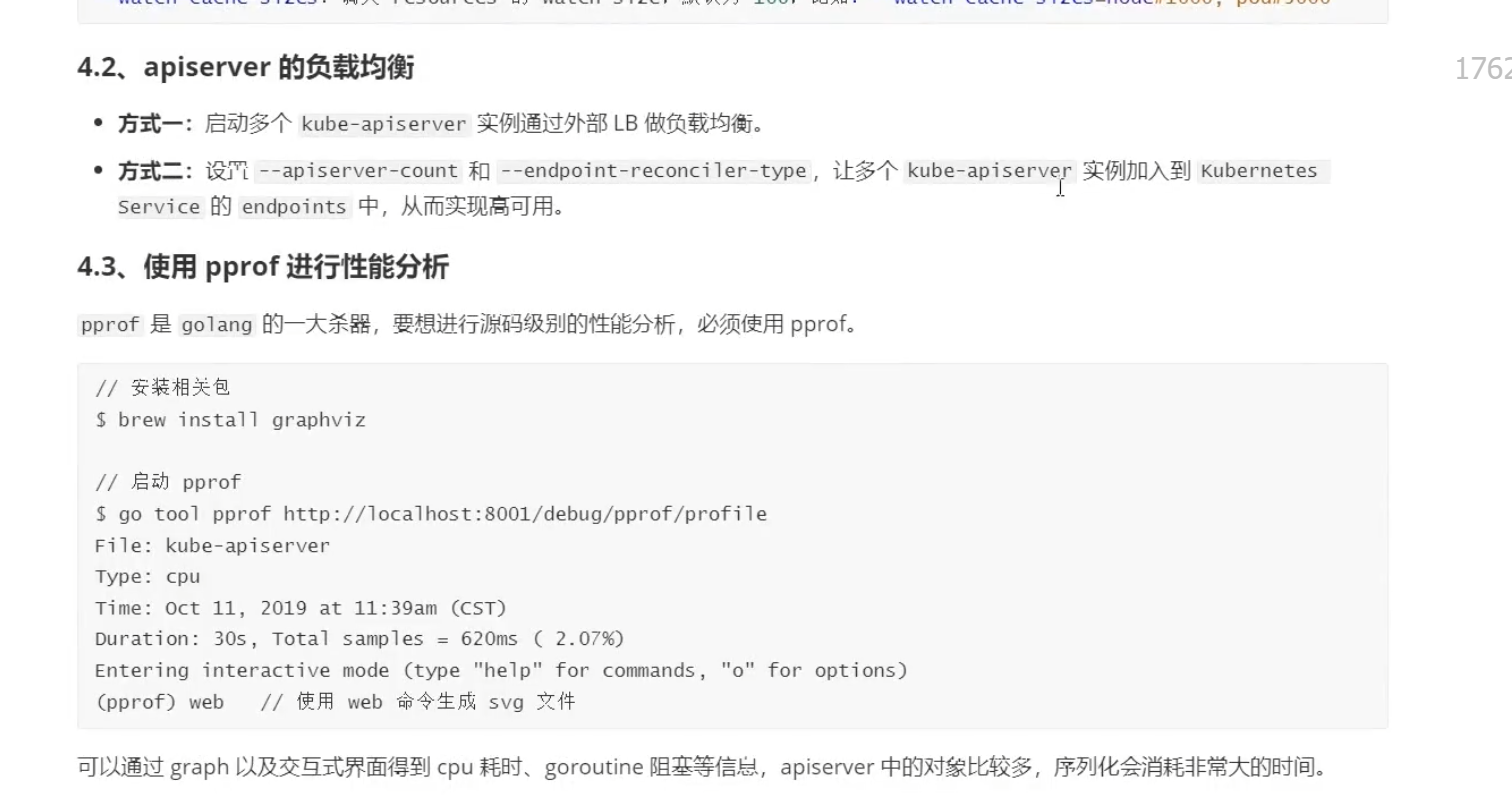 4.2、apiserver 的负载均衡
1762
方式一：启动多个 kube-apiserver 实例通过外部 LB 做负载均衡。
方式二：设置 --apiserver-count 和 --endpoint-reconciler-type，让多个 kube-apiserver 实例加入到 Kubernetes
Service 的 endpoints 中，从而实现高可用。
4.3、使用 pprof 进行性能分析
pprof 是 golang 的一大杀器，要想进行源码级别的性能分析，必须使用 pprof。
// 安装相关包
$ brew install graphviz
// 启动 pprof
$ go tool pprof http://localhost:8001/debug/pprof/profile
File: kube-apiserver
Type: cpu
Time: Oct 11, 2019 at 11:39am (CST)
Duration: 30s, Total samples = 620ms ( 2.07%)
Entering interactive mode (type "help" for commands, "o" for options)
(pprof) web // 使用 web 命令生成 svg 文件
可以通过 graph 以及交互式界面得到 cpu 耗时、goroutine 阻塞等信息，apiserver 中的对象比较多，序列化会消耗非常大的时间。